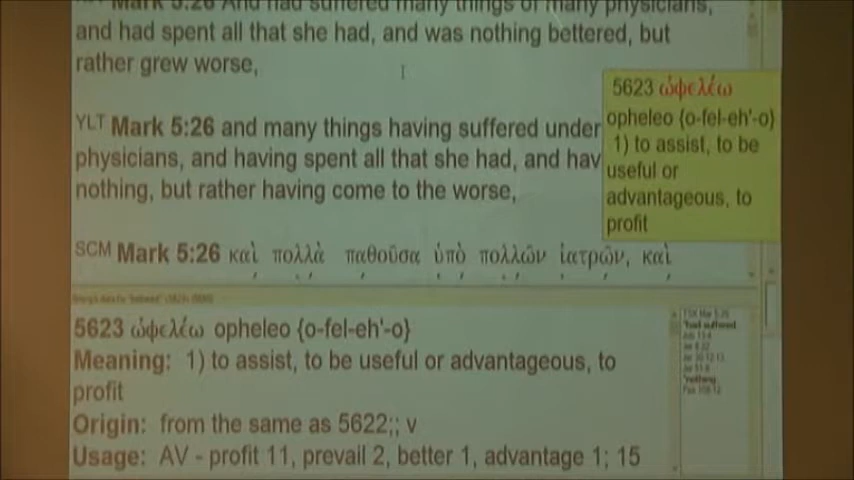 Mark 5:26 And had suffered many things of many physicians,
and had spent all that she had, and was nothing bettered, but
rather grew worse,
YLT Mark 5:26 and many things having suffered under
physicians, and having spent all that she had, and hav
nothing, but rather having come to the worse,
SCM Mark 5:26 καὶ πολλὰ παθοῦσα ὑπὸ πολλῶν ἰατρῶν, καὶ
5623 ὠφελέω
opheleo {o-fel-eh'-o}
1) to assist, to be
useful or
advantageous, to
profit
5623 ὠφελέω opheleo {o-fel-eh'-o}
Meaning: 1) to assist, to be useful or advantageous, to
profit
Origin: from the same as 5622;; v
Usage: AV - profit 11, prevail 2, better 1, advantage 1; 15
"had suffered
"nothing